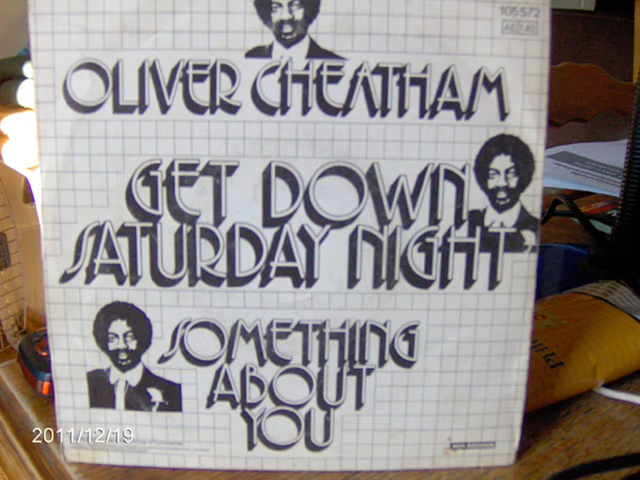 105 572
OLIVER CHEATHAM
GET DOWN
SATURDAY NIGHT
SOMETHING
ABOUT
YOU
2011/12/19